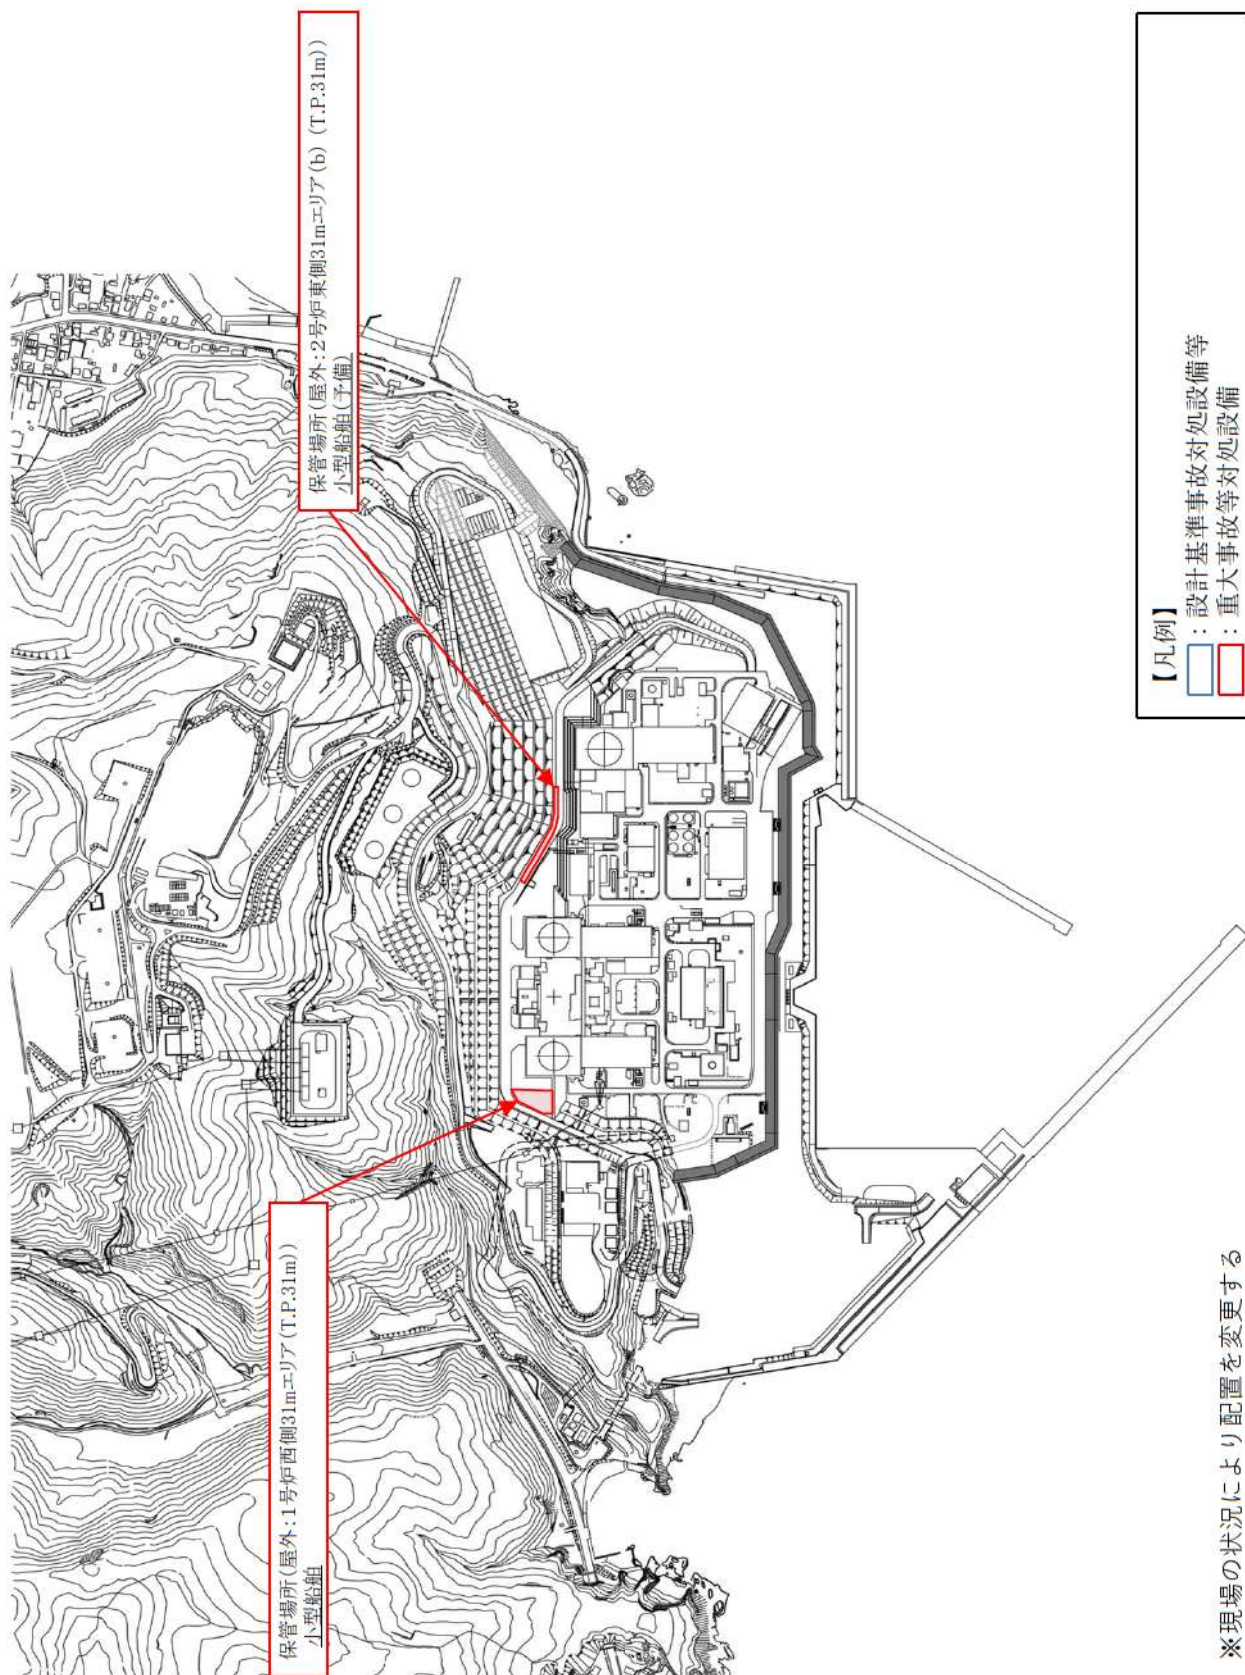 保管場所(屋外:1号炉西側31mエリア(T.P.31m))
小型船舶
保管場所(屋外:2号炉東側31mエリア(b) (T.P.31m))
小型船舶(予備)
【凡例】
:設計基準事故対処設備等
:重大事故等対処設備
※現場の状況により配置を変更する